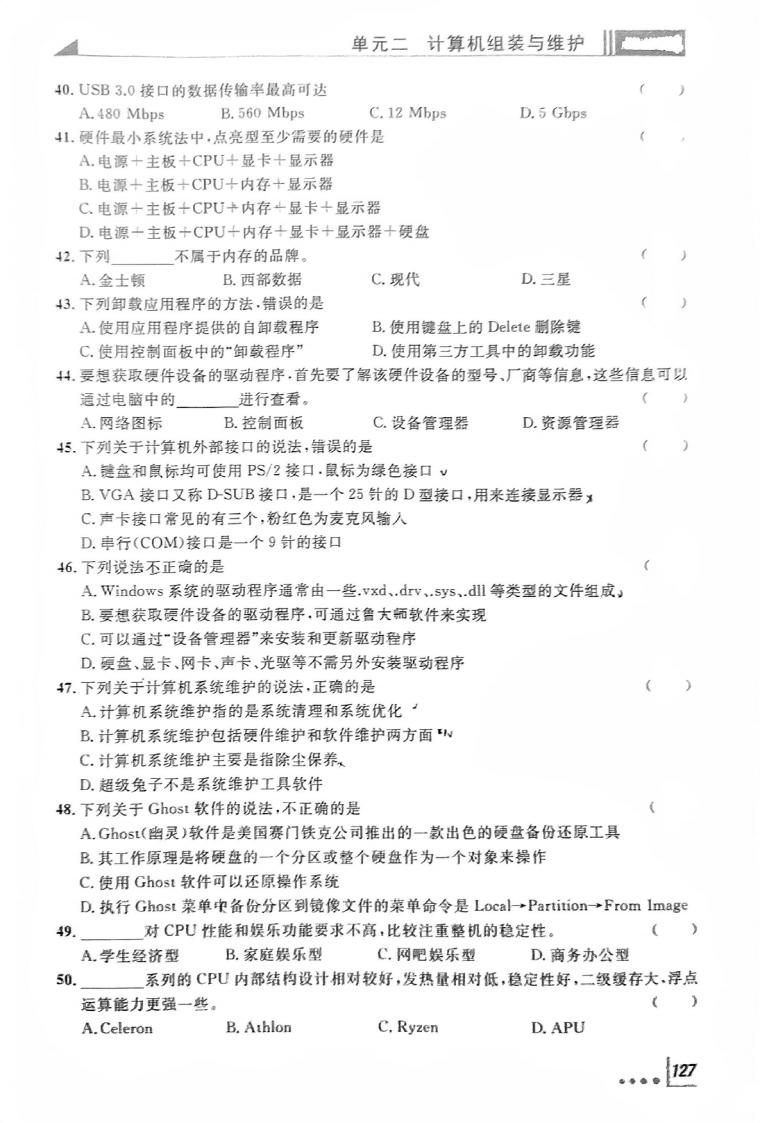 单元二 计算机组装与维护
40. USB 3.0 接口的数据传输率最高可达 ( )
A. 480 Mbps B. 560 Mbps C. 12 Mbps D. 5 Gbps
41. 硬件最小系统法中,点亮型至少需要的硬件是 (
A. 电源+主板+CPU+显卡+显示器
B. 电源+主板+CPU+内存+显示器
C. 电源+主板+CPU+内存+显卡+显示器
D. 电源+主板+CPU+内存+显卡+显示器+硬盘
42. 下列________不属于内存的品牌。 ( )
A. 金士顿 B. 西部数据 C. 现代 D. 三星
43. 下列卸载应用程序的方法,错误的是 ( )
A. 使用应用程序提供的自卸载程序 B. 使用键盘上的 Delete 删除键
C. 使用控制面板中的“卸载程序” D. 使用第三方工具中的卸载功能
44. 要想获取硬件设备的驱动程序,首先要了解该硬件设备的型号、厂商等信息,这些信息可以
通过电脑中的________进行查看。 ( )
A. 网络图标 B. 控制面板 C. 设备管理器 D. 资源管理器
45. 下列关于计算机外部接口的说法,错误的是 ( )
A. 键盘和鼠标均可使用 PS/2 接口,鼠标为绿色接口
B. VGA 接口又称 D-SUB 接口,是一个 25 针的 D 型接口,用来连接显示器
C. 声卡接口常见的有三个,粉红色为麦克风输入
D. 串行(COM)接口是一个 9 针的接口
46. 下列说法不正确的是 (
A. Windows 系统的驱动程序通常由一些.vxd、.drv、.sys、.dll 等类型的文件组成
B. 要想获取硬件设备的驱动程序,可通过鲁大师软件来实现
C. 可以通过“设备管理器”来安装和更新驱动程序
D. 硬盘、显卡、网卡、声卡、光驱等不需另外安装驱动程序
47. 下列关于计算机系统维护的说法,正确的是 ( )
A. 计算机系统维护指的是系统清理和系统优化
B. 计算机系统维护包括硬件维护和软件维护两方面
C. 计算机系统维护主要是指除尘保养
D. 超级兔子不是系统维护工具软件
48. 下列关于 Ghost 软件的说法,不正确的是 (
A. Ghost(幽灵)软件是美国赛门铁克公司推出的一款出色的硬盘备份还原工具
B. 其工作原理是将硬盘的一个分区或整个硬盘作为一个对象来操作
C. 使用 Ghost 软件可以还原操作系统
D. 执行 Ghost 菜单中备份分区到镜像文件的菜单命令是 Local→Partition→From Image
49. ________对 CPU 性能和娱乐功能要求不高,比较注重整机的稳定性。 ( )
A. 学生经济型 B. 家庭娱乐型 C. 网吧娱乐型 D. 商务办公型
50. ________系列的 CPU 内部结构设计相对较好,发热量相对低,稳定性好,二级缓存大,浮点
运算能力更强一些。 ( )
A. Celeron B. Athlon C. Ryzen D. APU
127